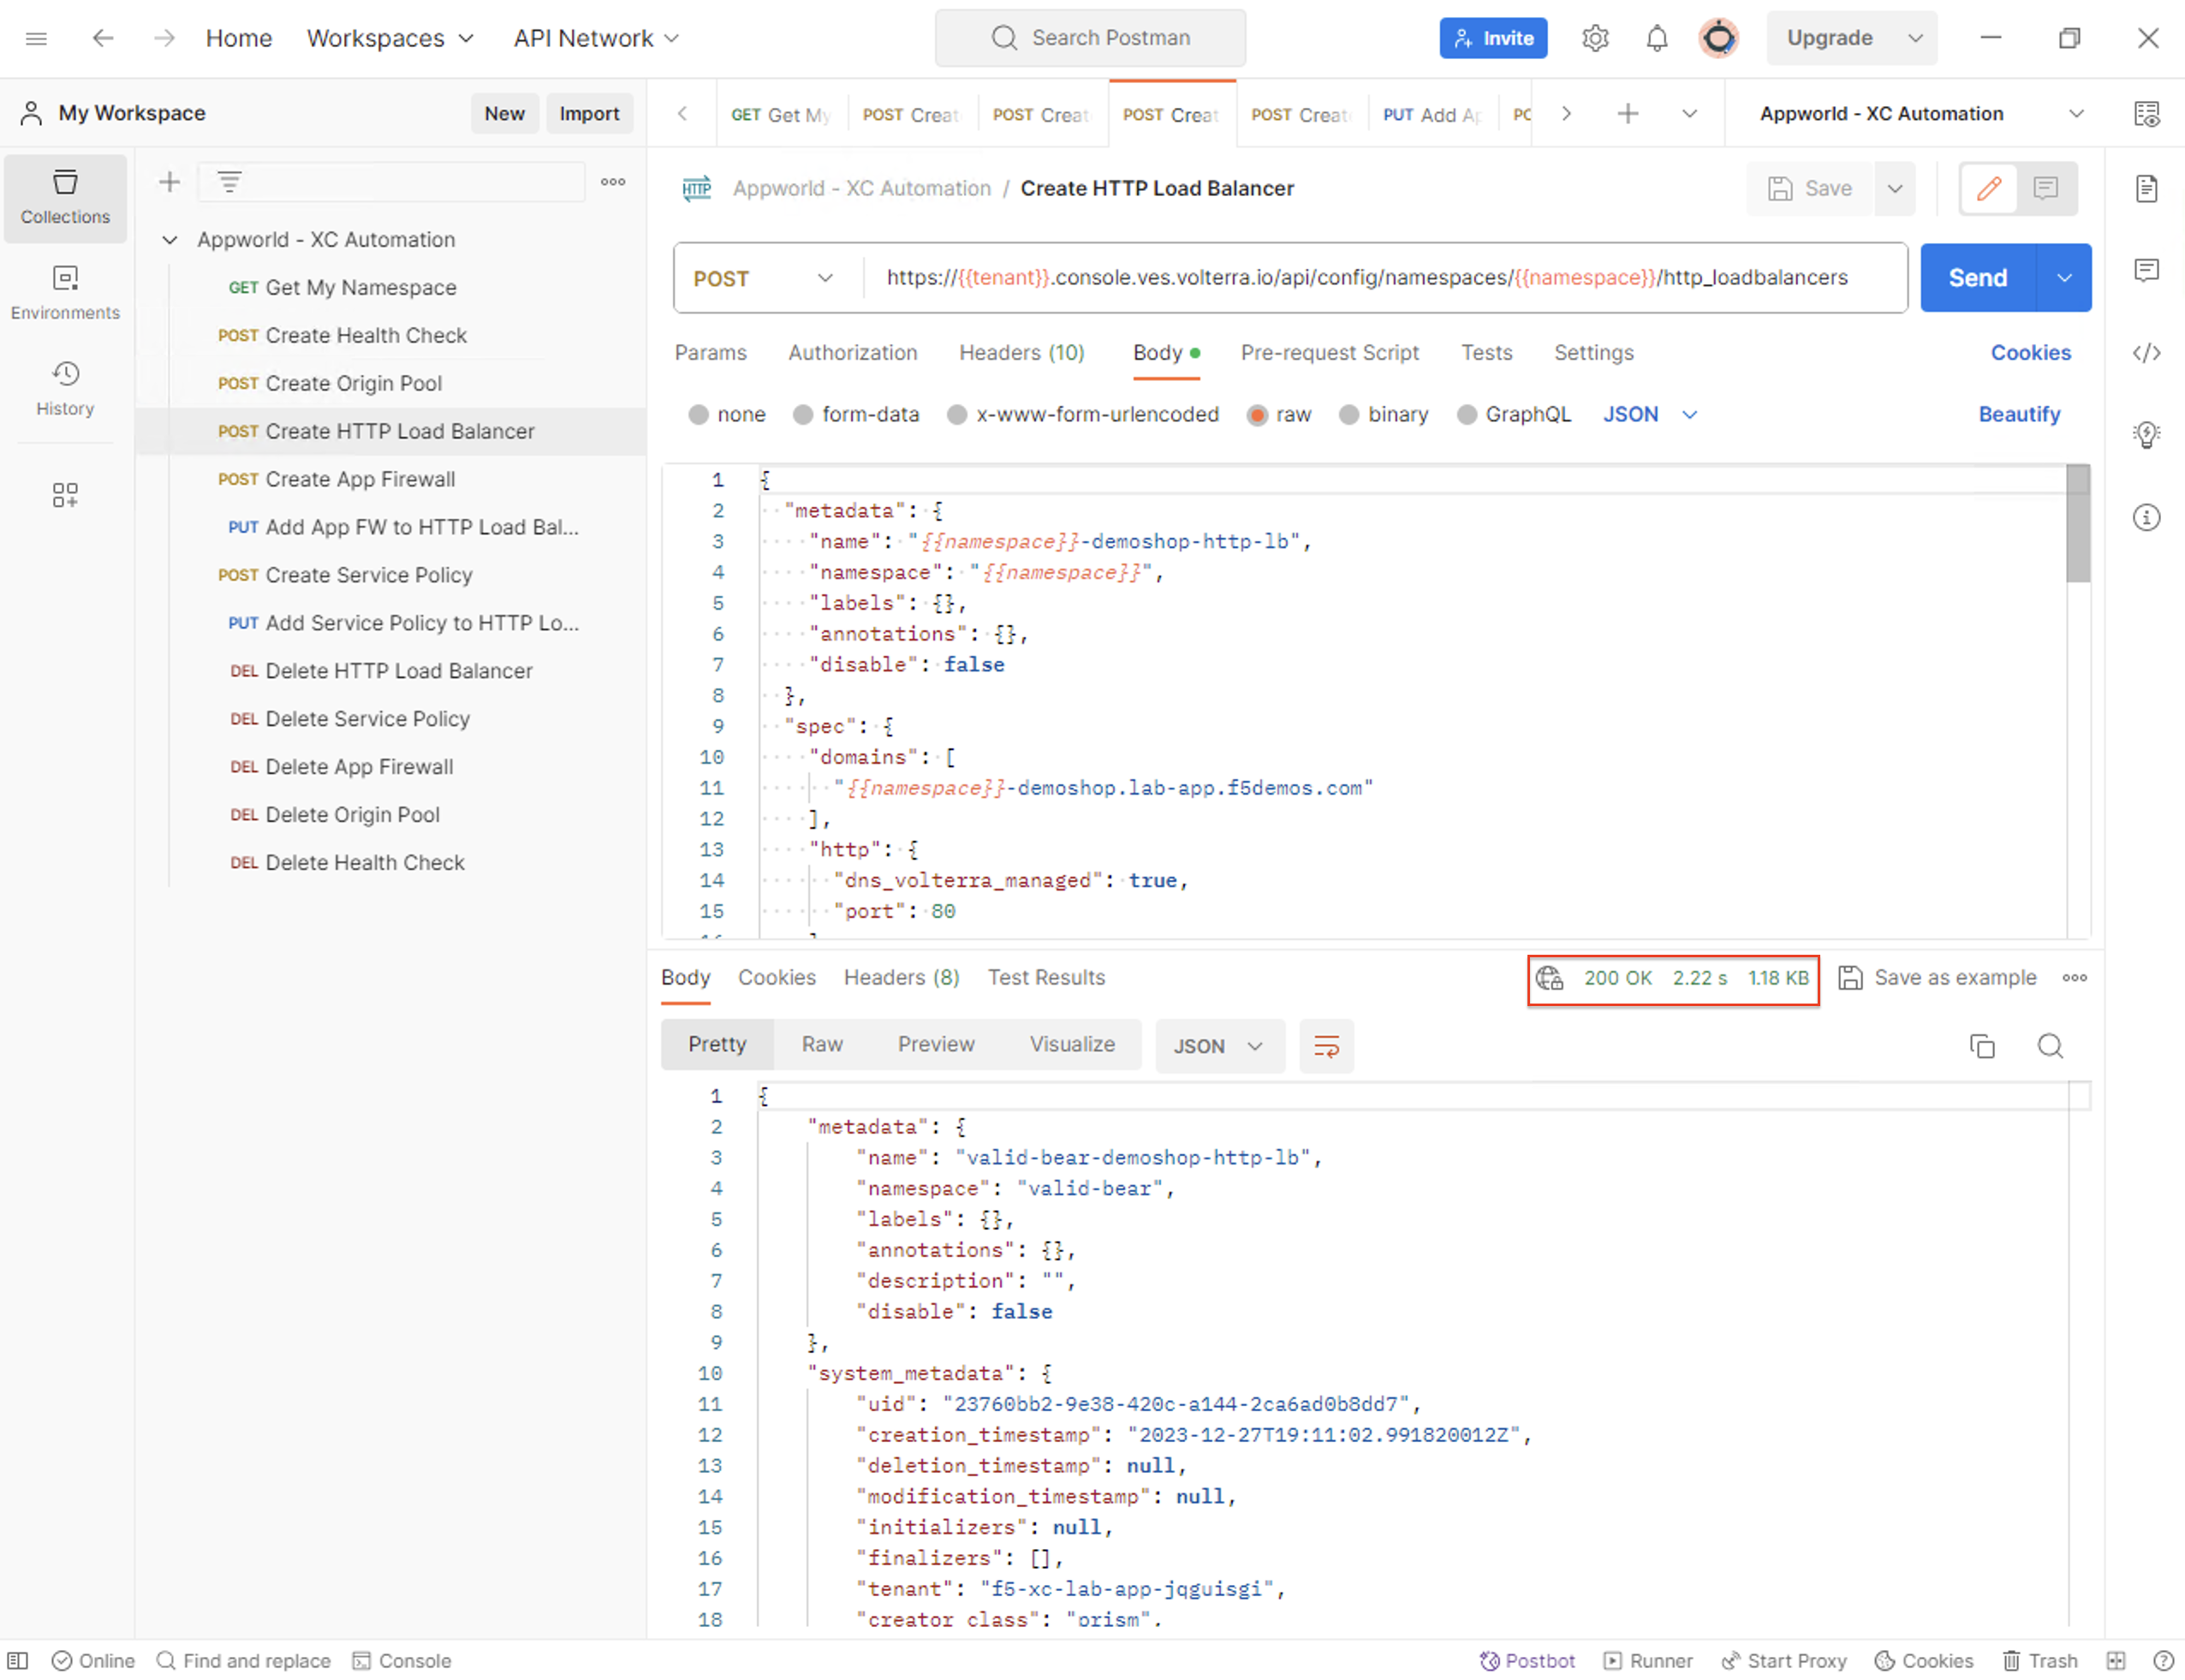 Home Workspaces API Network Search Postman Invite Upgrade
My Workspace New Import
GET Get My POST Creat POST Creat POST Creat POST Creat PUT Add A PO Appworld - XC Automation
Collections
Environments
History
Appworld - XC Automation
GET Get My Namespace
POST Create Health Check
POST Create Origin Pool
POST Create HTTP Load Balancer
POST Create App Firewall
PUT Add App FW to HTTP Load Bal...
POST Create Service Policy
PUT Add Service Policy to HTTP Lo...
DEL Delete HTTP Load Balancer
DEL Delete Service Policy
DEL Delete App Firewall
DEL Delete Origin Pool
DEL Delete Health Check
HTTP Appworld - XC Automation / Create HTTP Load Balancer Save
POST https://{{tenant}}.console.ves.volterra.io/api/config/namespaces/{{namespace}}/http_loadbalancers Send
Params Authorization Headers (10) Body Pre-request Script Tests Settings Cookies
none form-data x-www-form-urlencoded raw binary GraphQL JSON Beautify
1 {
2 "metadata": {
3 "name": "{{namespace}}-demoshop-http-lb",
4 "namespace": "{{namespace}}",
5 "labels": {},
6 "annotations": {},
7 "disable": false
8 },
9 "spec": {
10 "domains": [
11 "{{namespace}}-demoshop.lab-app.f5demos.com"
12 ],
13 "http": {
14 "dns_volterra_managed": true,
15 "port": 80
Body Cookies Headers (8) Test Results 200 OK 2.22 s 1.18 KB Save as example
Pretty Raw Preview Visualize JSON
1 {
2 "metadata": {
3 "name": "valid-bear-demoshop-http-lb",
4 "namespace": "valid-bear",
5 "labels": {},
6 "annotations": {},
7 "description": "",
8 "disable": false
9 },
10 "system_metadata": {
11 "uid": "23760bb2-9e38-420c-a144-2ca6ad0b8dd7",
12 "creation_timestamp": "2023-12-27T19:11:02.991820012Z",
13 "deletion_timestamp": null,
14 "modification_timestamp": null,
15 "initializers": null,
16 "finalizers": [],
17 "tenant": "f5-xc-lab-app-jqguisgi",
18 "creator_class": "prism",
Online Find and replace Console Postbot Runner Start Proxy Cookies Trash